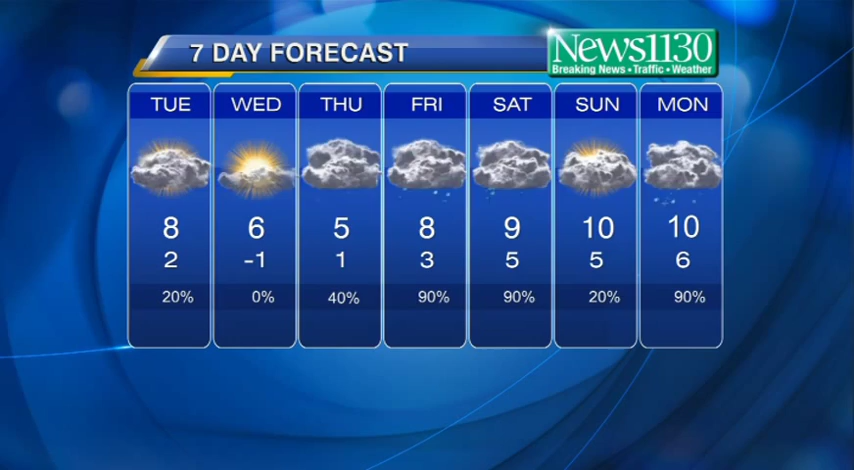 7 DAY FORECAST
News1130
Breaking News • Traffic • Weather
TUE WED THU FRI SAT SUN MON
8 6 5 8 9 10 10
2 -1 1 3 5 5 6
20% 0% 40% 90% 90% 20% 90%